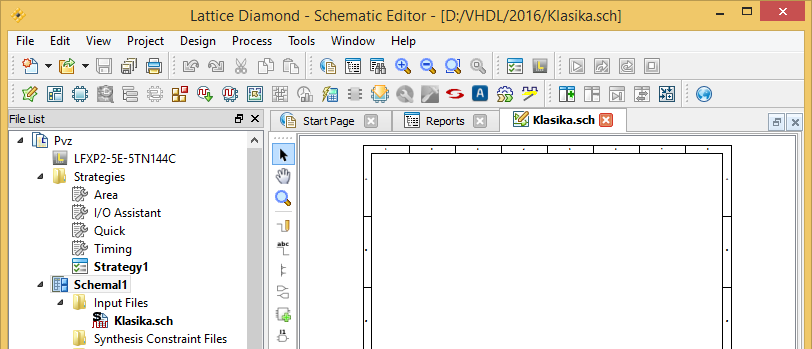 Lattice Diamond - Schematic Editor - [D:/VHDL/2016/Klasika.sch]
File Edit View Project Design Process Tools Window Help
File List
Start Page Reports Klasika.sch
Pvz
LFXP2-5E-5TN144C
Strategies
Area
I/O Assistant
Quick
Timing
Strategy1
Schemal1
Input Files
Klasika.sch
Synthesis Constraint Files
abc